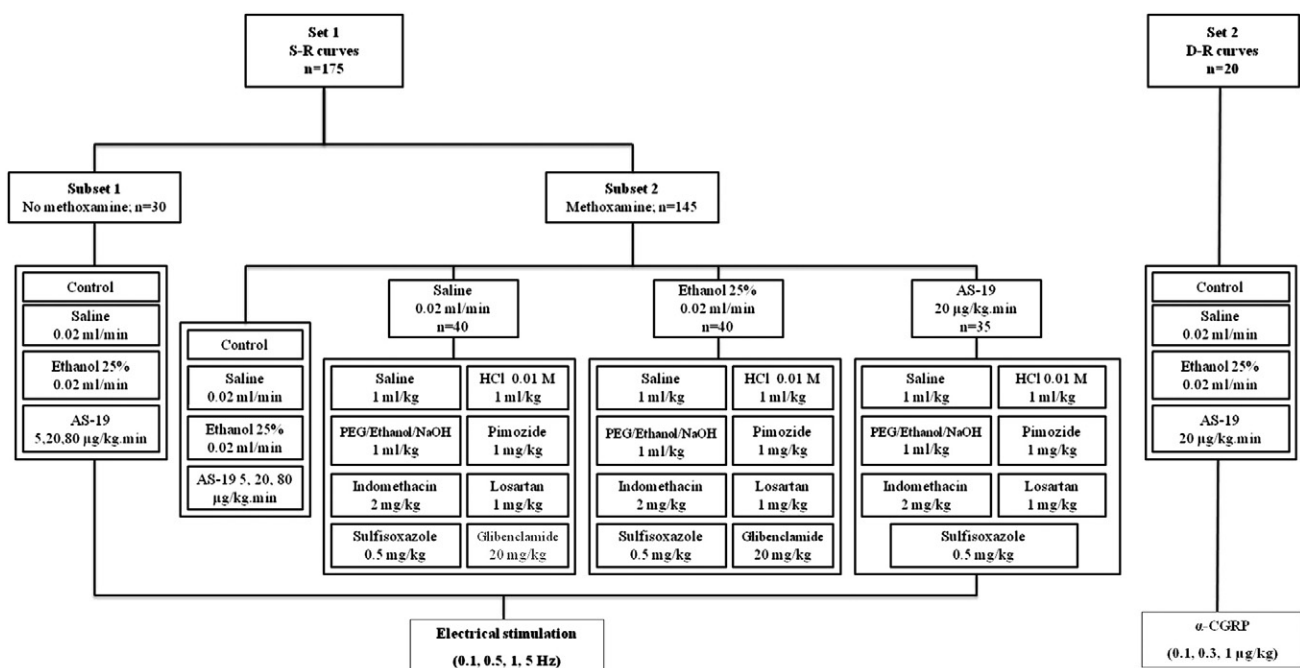 Set 1
S-R curves
n=175
Set 2
D-R curves
n=20
Subset 1
No methoxamine; n=30
Subset 2
Methoxamine; n=145
Control
Saline
0.02 ml/min
Ethanol 25%
0.02 ml/min
AS-19
5,20,80 µg/kg.min
Control
Saline
0.02 ml/min
Ethanol 25%
0.02 ml/min
AS-19 5, 20, 80
µg/kg.min
Saline
0.02 ml/min
n=40
Saline
1 ml/kg
HCl 0.01 M
1 ml/kg
PEG/Ethanol/NaOH
1 ml/kg
Pimozide
1 mg/kg
Indomethacin
2 mg/kg
Losartan
1 mg/kg
Sulfisoxazole
0.5 mg/kg
Glibenclamide
20 mg/kg
Ethanol 25%
0.02 ml/min
n=40
Saline
1 ml/kg
HCl 0.01 M
1 ml/kg
PEG/Ethanol/NaOH
1 ml/kg
Pimozide
1 mg/kg
Indomethacin
2 mg/kg
Losartan
1 mg/kg
Sulfisoxazole
0.5 mg/kg
Glibenclamide
20 mg/kg
AS-19
20 µg/kg.min
n=35
Saline
1 ml/kg
HCl 0.01 M
1 ml/kg
PEG/Ethanol/NaOH
1 ml/kg
Pimozide
1 mg/kg
Indomethacin
2 mg/kg
Losartan
1 mg/kg
Sulfisoxazole
0.5 mg/kg
Control
Saline
0.02 ml/min
Ethanol 25%
0.02 ml/min
AS-19
20 µg/kg.min
Electrical stimulation
(0.1, 0.5, 1, 5 Hz)
α-CGRP
(0.1, 0.3, 1 µg/kg)